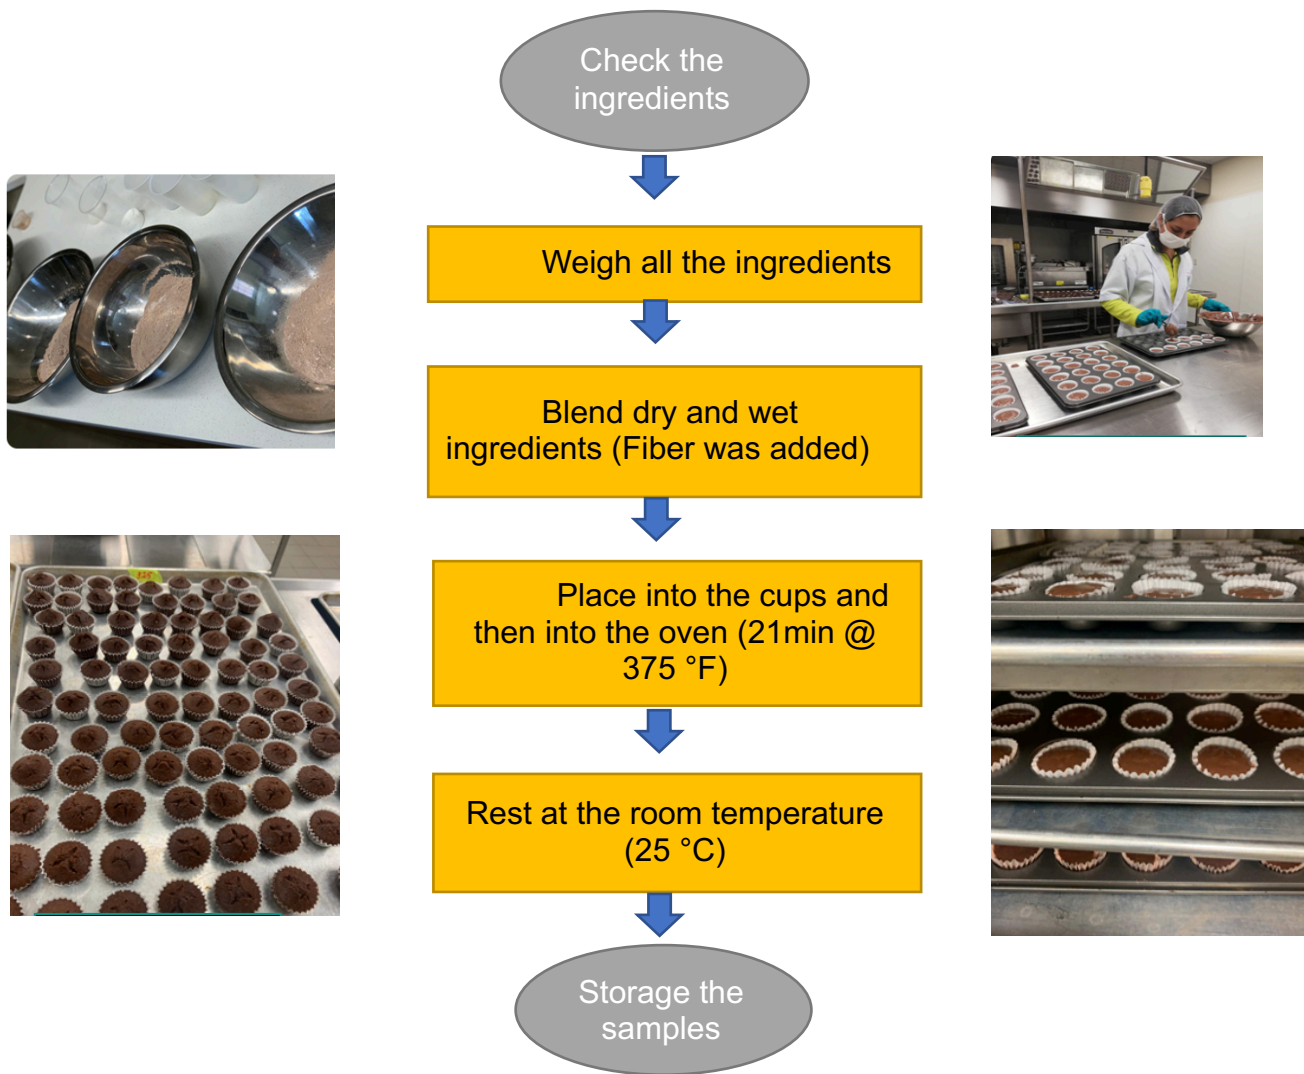 Check the
ingredients
Weigh all the ingredients
Blend dry and wet
ingredients (Fiber was added)
Place into the cups and
then into the oven (21min @
375 °F)
Rest at the room temperature
(25 °C)
Storage the
samples